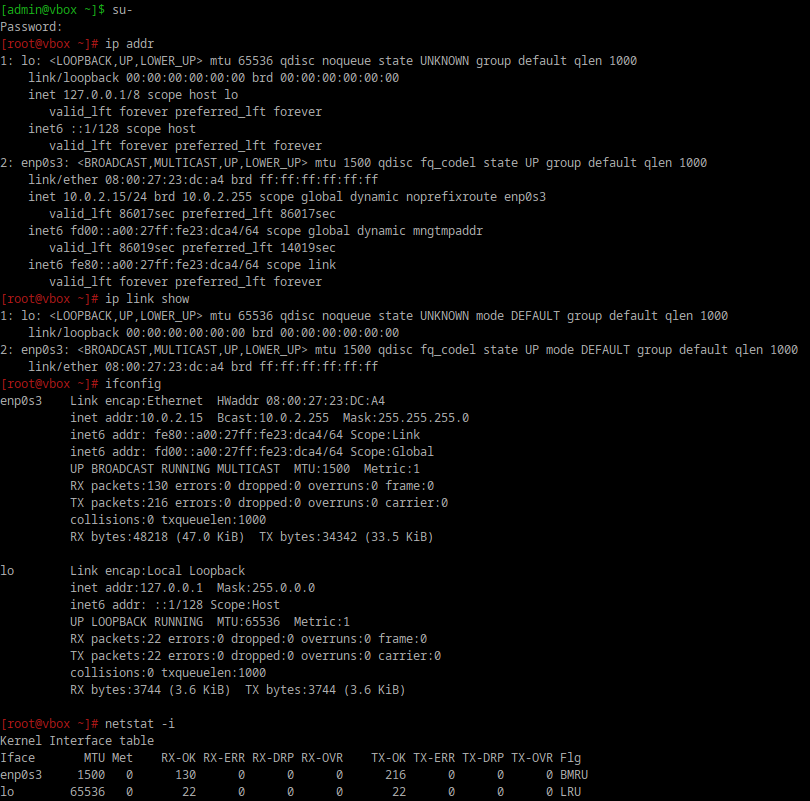 [admin@vbox ~]$ su-
Password:
[root@vbox ~]# ip addr
1: lo: <LOOPBACK,UP,LOWER_UP> mtu 65536 qdisc noqueue state UNKNOWN group default qlen 1000
    link/loopback 00:00:00:00:00:00 brd 00:00:00:00:00:00
    inet 127.0.0.1/8 scope host lo
       valid_lft forever preferred_lft forever
    inet6 ::1/128 scope host
       valid_lft forever preferred_lft forever
2: enp0s3: <BROADCAST,MULTICAST,UP,LOWER_UP> mtu 1500 qdisc fq_codel state UP group default qlen 1000
    link/ether 08:00:27:23:dc:a4 brd ff:ff:ff:ff:ff:ff
    inet 10.0.2.15/24 brd 10.0.2.255 scope global dynamic noprefixroute enp0s3
       valid_lft 86017sec preferred_lft 86017sec
    inet6 fd00::a00:27ff:fe23:dca4/64 scope global dynamic mngtmpaddr
       valid_lft 86019sec preferred_lft 14019sec
    inet6 fe80::a00:27ff:fe23:dca4/64 scope link
       valid_lft forever preferred_lft forever
[root@vbox ~]# ip link show
1: lo: <LOOPBACK,UP,LOWER_UP> mtu 65536 qdisc noqueue state UNKNOWN mode DEFAULT group default qlen 1000
    link/loopback 00:00:00:00:00:00 brd 00:00:00:00:00:00
2: enp0s3: <BROADCAST,MULTICAST,UP,LOWER_UP> mtu 1500 qdisc fq_codel state UP mode DEFAULT group default qlen 1000
    link/ether 08:00:27:23:dc:a4 brd ff:ff:ff:ff:ff:ff
[root@vbox ~]# ifconfig
enp0s3    Link encap:Ethernet  HWaddr 08:00:27:23:DC:A4
          inet addr:10.0.2.15  Bcast:10.0.2.255  Mask:255.255.255.0
          inet6 addr: fe80::a00:27ff:fe23:dca4/64 Scope:Link
          inet6 addr: fd00::a00:27ff:fe23:dca4/64 Scope:Global
          UP BROADCAST RUNNING MULTICAST  MTU:1500  Metric:1
          RX packets:130 errors:0 dropped:0 overruns:0 frame:0
          TX packets:216 errors:0 dropped:0 overruns:0 carrier:0
          collisions:0 txqueuelen:1000
          RX bytes:48218 (47.0 KiB)  TX bytes:34342 (33.5 KiB)

lo        Link encap:Local Loopback
          inet addr:127.0.0.1  Mask:255.0.0.0
          inet6 addr: ::1/128 Scope:Host
          UP LOOPBACK RUNNING  MTU:65536  Metric:1
          RX packets:22 errors:0 dropped:0 overruns:0 frame:0
          TX packets:22 errors:0 dropped:0 overruns:0 carrier:0
          collisions:0 txqueuelen:1000
          RX bytes:3744 (3.6 KiB)  TX bytes:3744 (3.6 KiB)

[root@vbox ~]# netstat -i
Kernel Interface table
Iface      MTU Met    RX-OK RX-ERR RX-DRP RX-OVR    TX-OK TX-ERR TX-DRP TX-OVR Flg
enp0s3     1500   0      130      0      0      0      216      0      0      0 BMRU
lo        65536   0       22      0      0      0       22      0      0      0 LRU